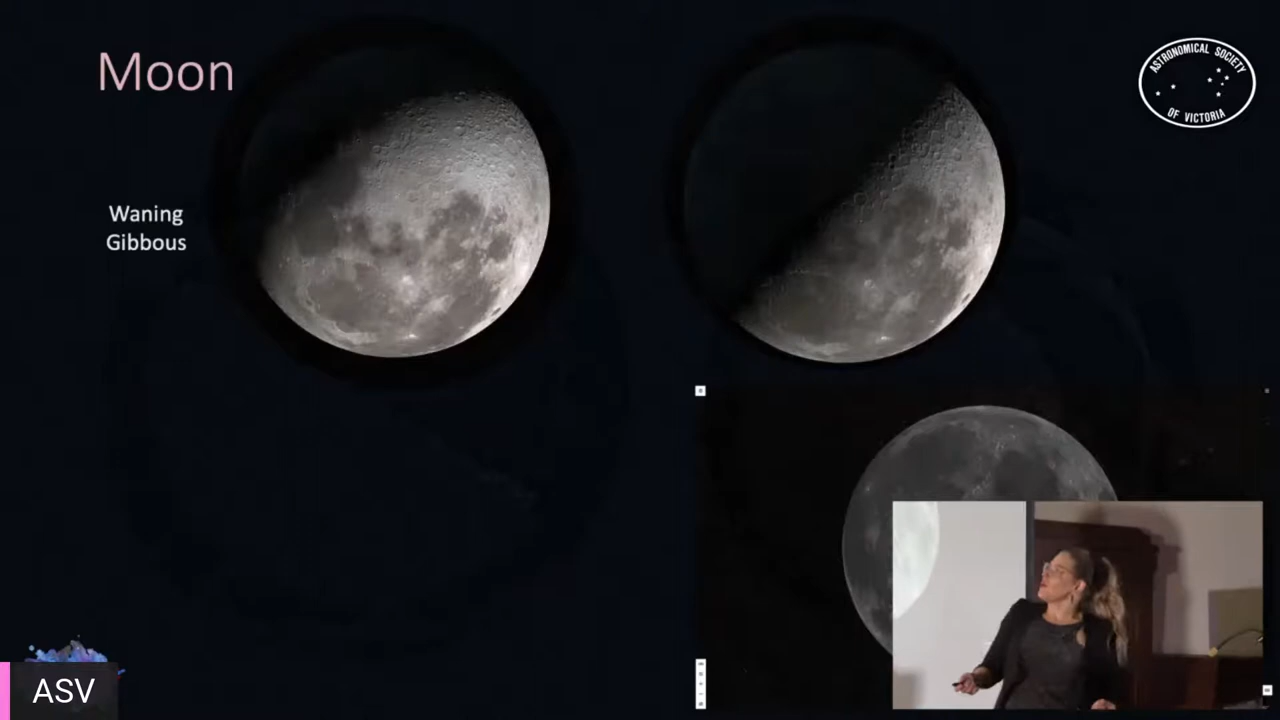 Moon
ASTRONOMICAL SOCIETY
OF VICTORIA
Waning
Gibbous
ASV